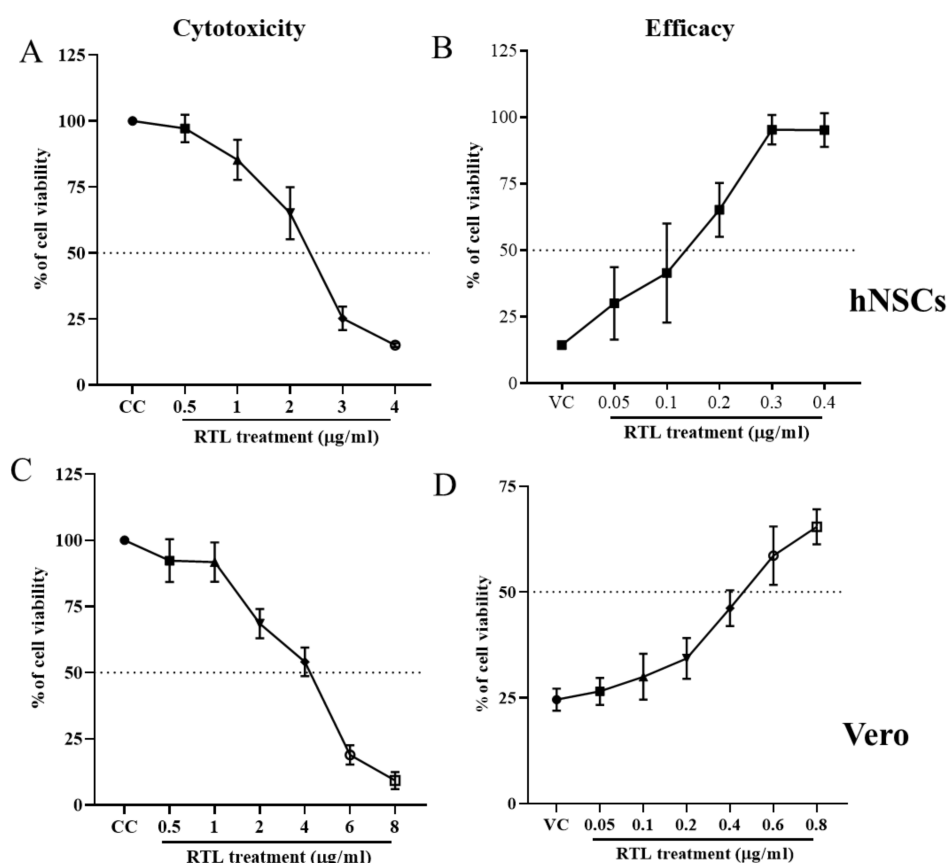 Cytotoxicity
Efficacy
A
125
100
75
50
25
0
% of cell viability
CC 0.5 1 2 3 4
RTL treatment (µg/ml)
B
125
100
75
50
25
0
% of cell viability
VC 0.05 0.1 0.2 0.3 0.4
RTL treatment (µg/ml)
hNSCs
C
125
100
75
50
25
0
% of cell viability
CC 0.5 1 2 4 6 8
RTL treatment (µg/ml)
D
75
50
25
0
% of cell viability
VC 0.05 0.1 0.2 0.4 0.6 0.8
RTL treatment (µg/ml)
Vero